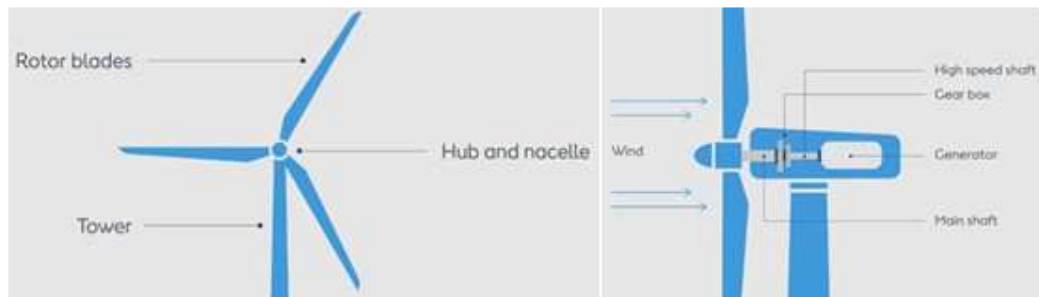 Rotor blades
Hub and nacelle
Tower
High speed shaft
Gear box
Wind
Generator
Main shaft